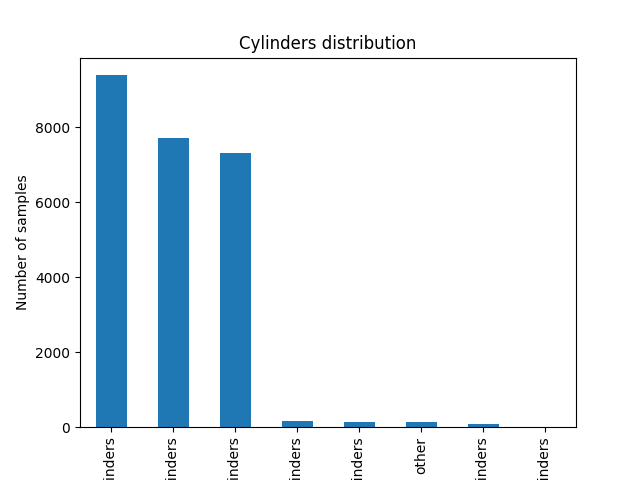 Cylinders distribution
Number of samples
8000
6000
4000
2000
0
inders
inders
inders
inders
inders
other
inders
inders